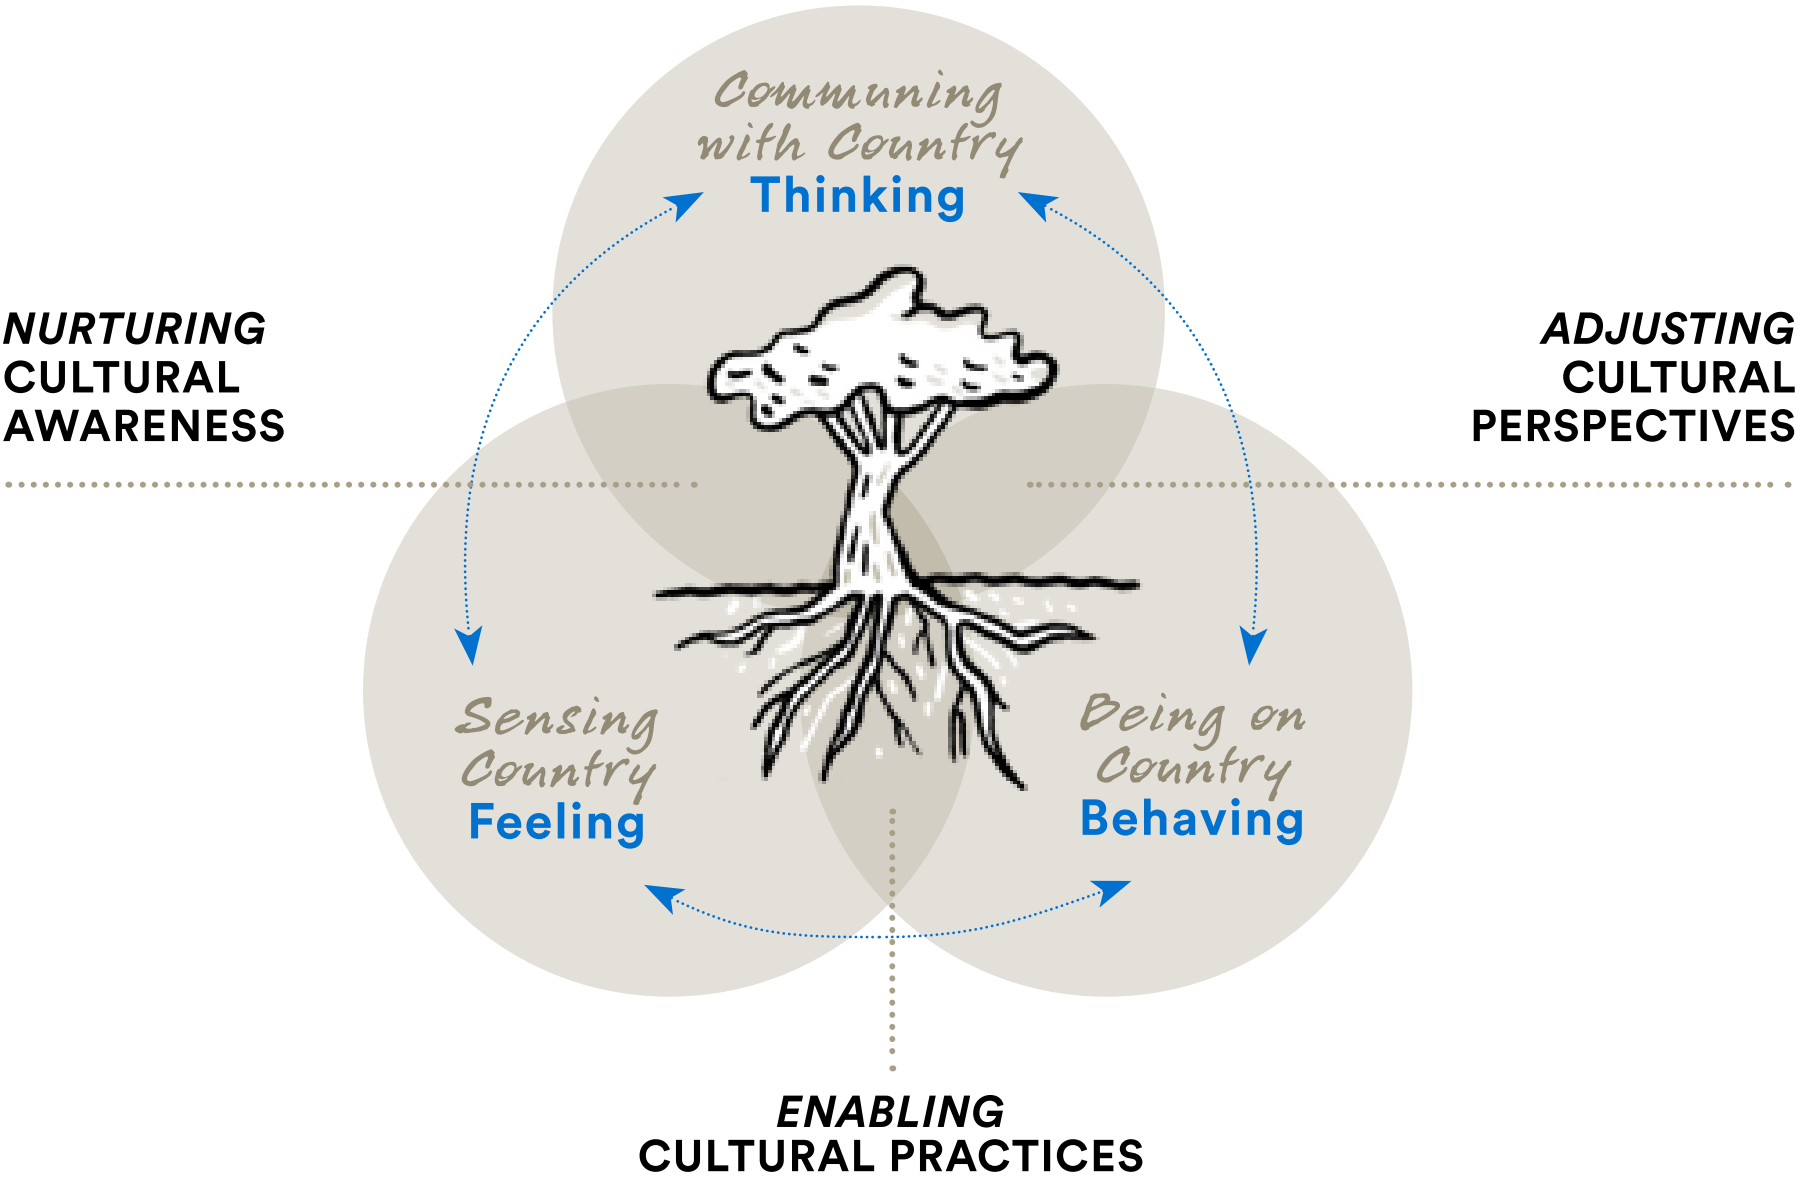 Communing
with Country
Thinking
NURTURING
CULTURAL
AWARENESS
ADJUSTING
CULTURAL
PERSPECTIVES
Sensing
Country
Feeling
Being on
Country
Behaving
ENABLING
CULTURAL PRACTICES